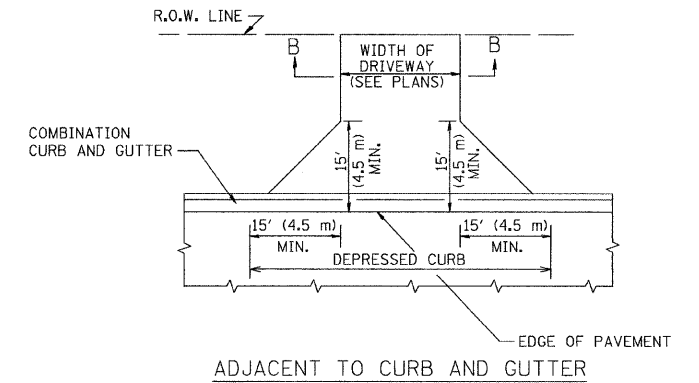 R.O.W. LINE
B
WIDTH OF
DRIVEWAY
(SEE PLANS)
B
COMBINATION
CURB AND GUTTER
15'
(4.5 m)
MIN.
15'
(4.5 m)
MIN.
15' (4.5 m)
MIN.
15' (4.5 m)
MIN.
DEPRESSED CURB
EDGE OF PAVEMENT
ADJACENT TO CURB AND GUTTER